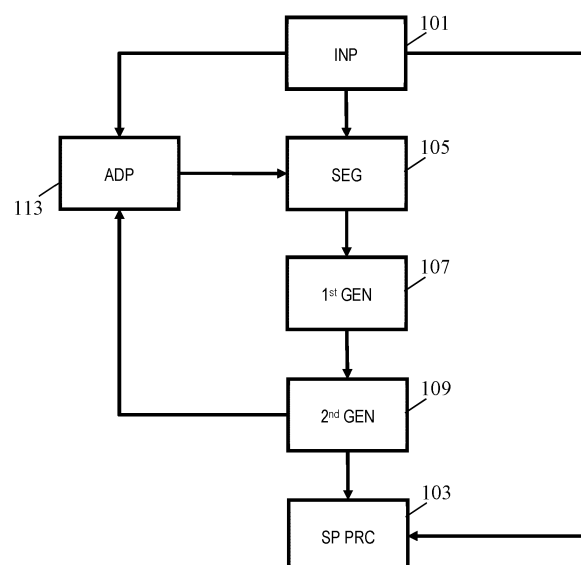 101
INP
105
ADP
SEG
113
107
1st GEN
109
2nd GEN
103
SP PRC